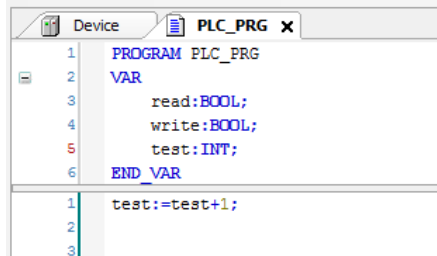 Device PLC_PRG
1 PROGRAM PLC_PRG
2 VAR
3 read:BOOL;
4 write:BOOL;
5 test:INT;
6 END_VAR
1 test:=test+1;
2
3